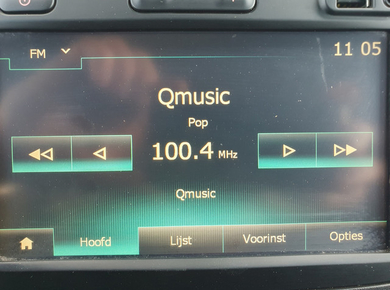 FM 11 05
Qmusic
Pop
100.4 MHz
Qmusic
Hoofd Lijst Voorinst Opties